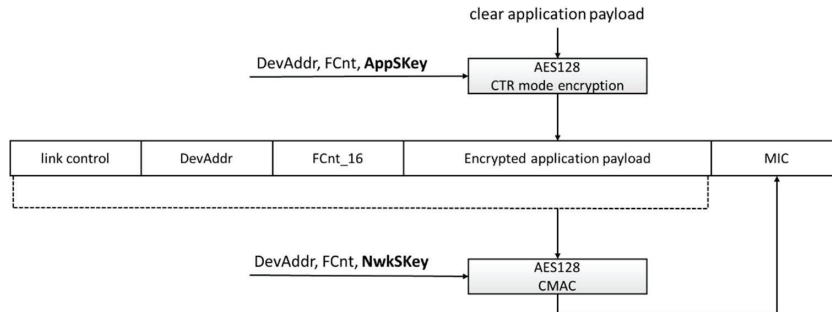 clear application payload
DevAddr, FCnt, AppSKey
AES128
CTR mode encryption
link control
DevAddr
FCnt_16
Encrypted application payload
MIC
DevAddr, FCnt, NwkSKey
AES128
CMAC